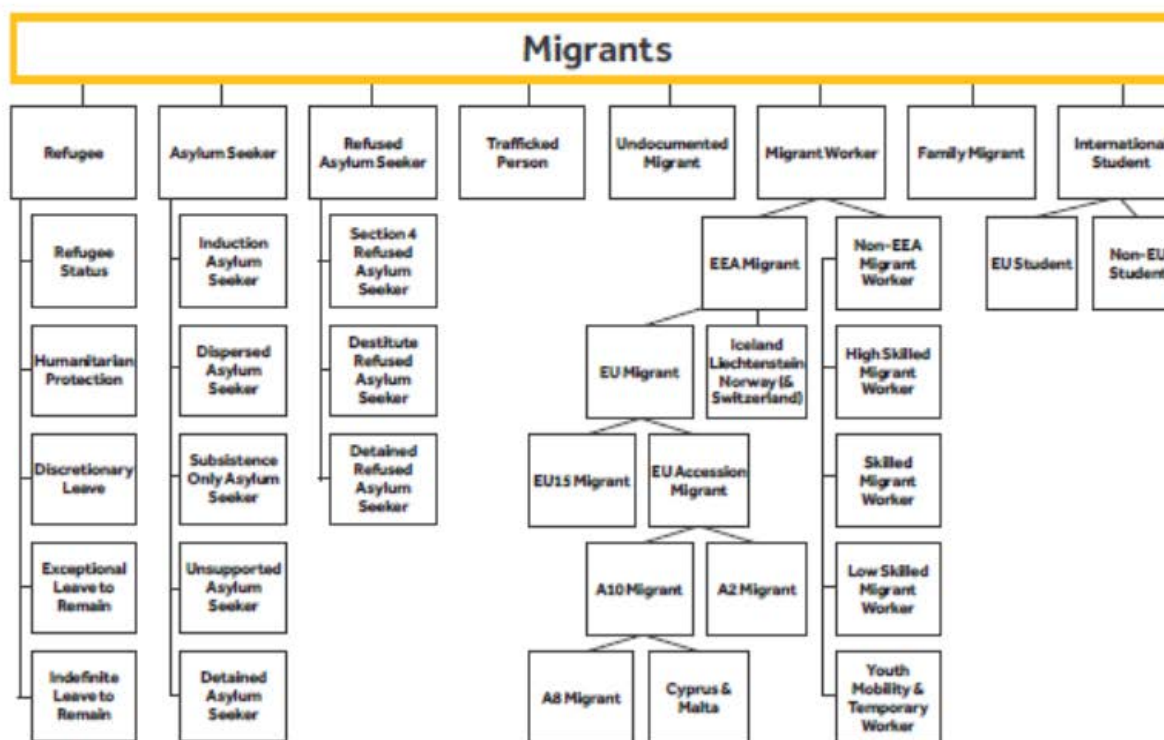 Migrants
Refugee
Asylum Seeker
Refused
Asylum Seeker
Trafficked
Person
Undocumented
Migrant
Migrant Worker
Family Migrant
Internationa
Student
Refugee
Status
Humanitarian
Protection
Discretionary
Leave
Exceptional
Leave to
Remain
Indefinite
Leave to
Remain
Induction
Asylum
Seeker
Dispersed
Asylum
Seeker
Subsistence
Only Asylum
Seeker
Unsupported
Asylum
Seeker
Detained
Asylum
Seeker
Section 4
Refused
Asylum
Seeker
Destitute
Refused
Asylum
Seeker
Detained
Refused
Asylum
Seeker
EEA Migrant
EU Migrant
Iceland
Liechtenstein
Norway (&
Switzerland)
EU15 Migrant
EU Accession
Migrant
A10 Migrant
A2 Migrant
A8 Migrant
Cyprus &
Malta
Non-EEA
Migrant
Worker
High Skilled
Migrant
Worker
Skilled
Migrant
Worker
Low Skilled
Migrant
Worker
Youth
Mobility &
Temporary
Worker
EU Student
Non-EU
Student